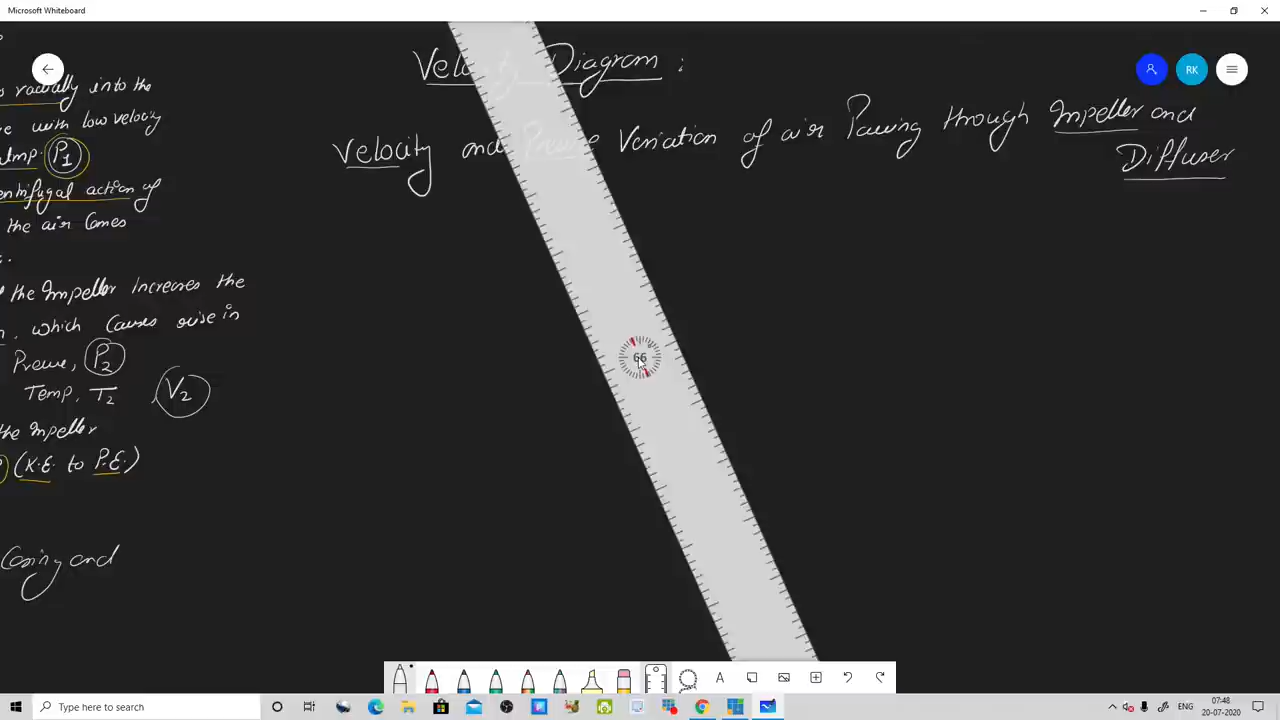 Microsoft Whiteboard
Velocity Diagram :
Velocity and Pressure Variation of air Passing through Impeller and
Diffuser
s radially into the
with low velocity
P1
centrifugal action of
the air comes
the Impeller increases the
, which causes rise in
P2
Temp, T2 , V2
the impeller
(K.E. to P.E.)
Casing and
66
RK
A
Type here to search
ENG
07:48
20-07-2020